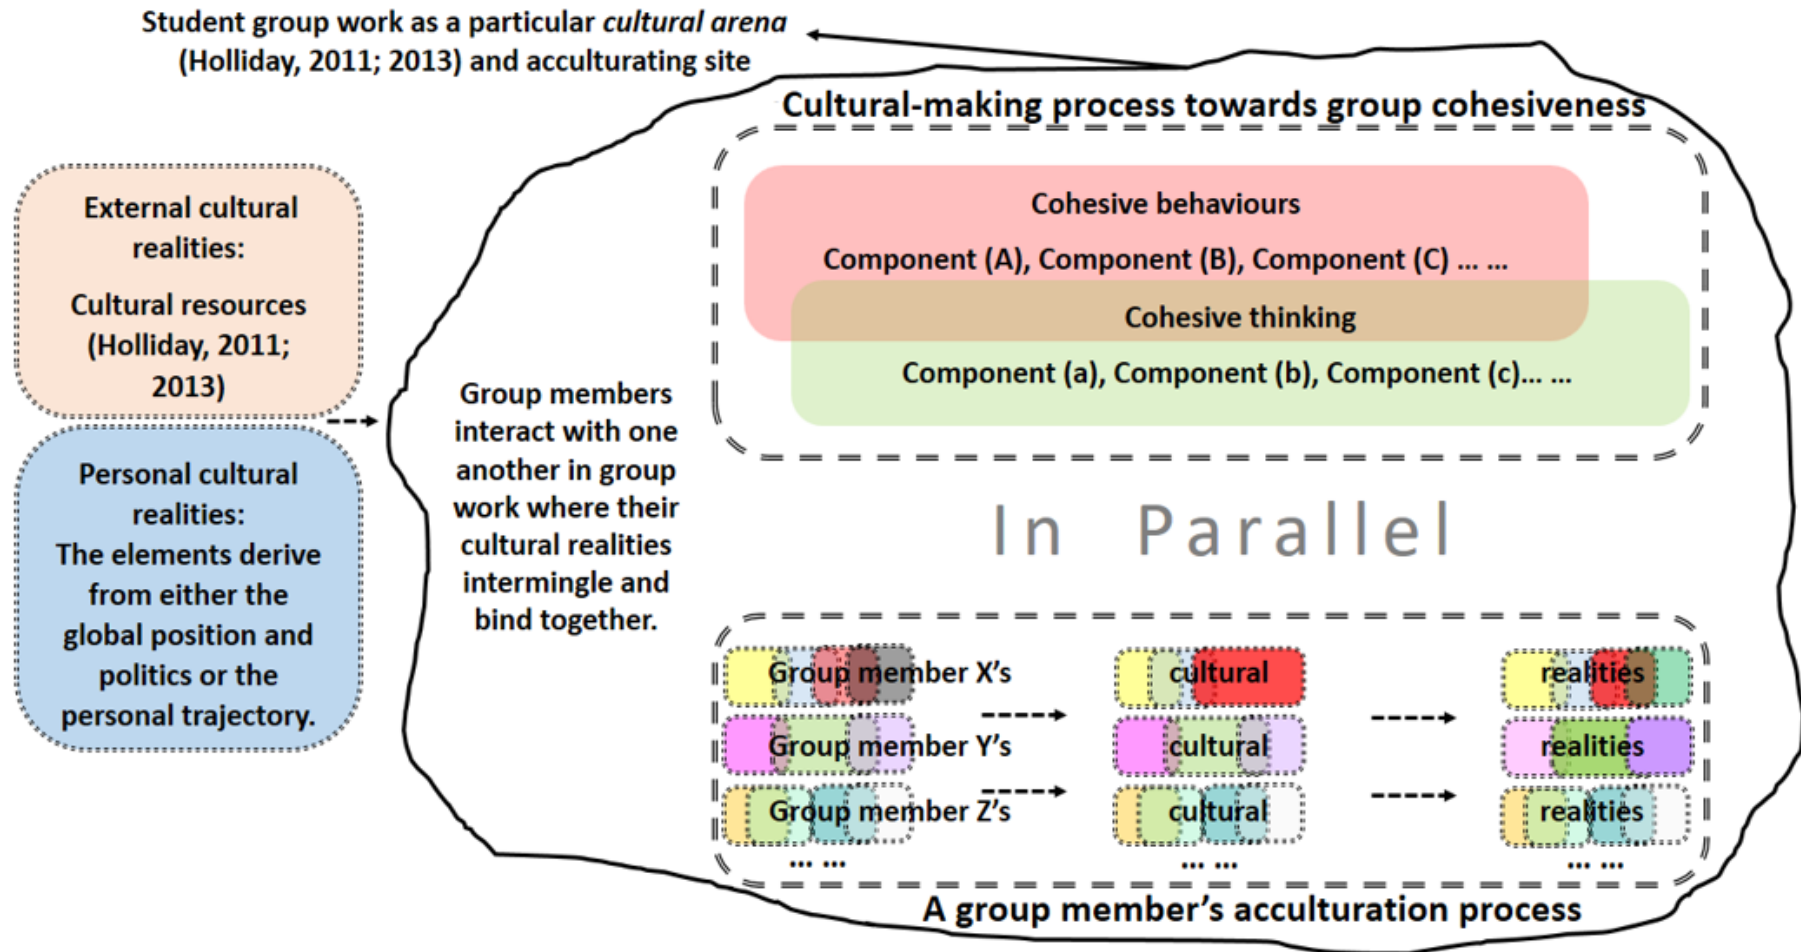 Student group work as a particular cultural arena
(Holliday, 2011; 2013) and acculturating site
Cultural-making process towards group cohesiveness
External cultural
realities:
Cultural resources
(Holliday, 2011;
2013)
Personal cultural
realities:
The elements derive
from either the
global position and
politics or the
personal trajectory.
Group members
interact with one
another in group
work where their
cultural realities
intermingle and
bind together.
Cohesive behaviours
Component (A), Component (B), Component (C) ... ...
Cohesive thinking
Component (a), Component (b), Component (c)... ...
In Parallel
Group member X's cultural realities
Group member Y's cultural realities
Group member Z's cultural realities
... ... ... ... ... ...
A group member's acculturation process